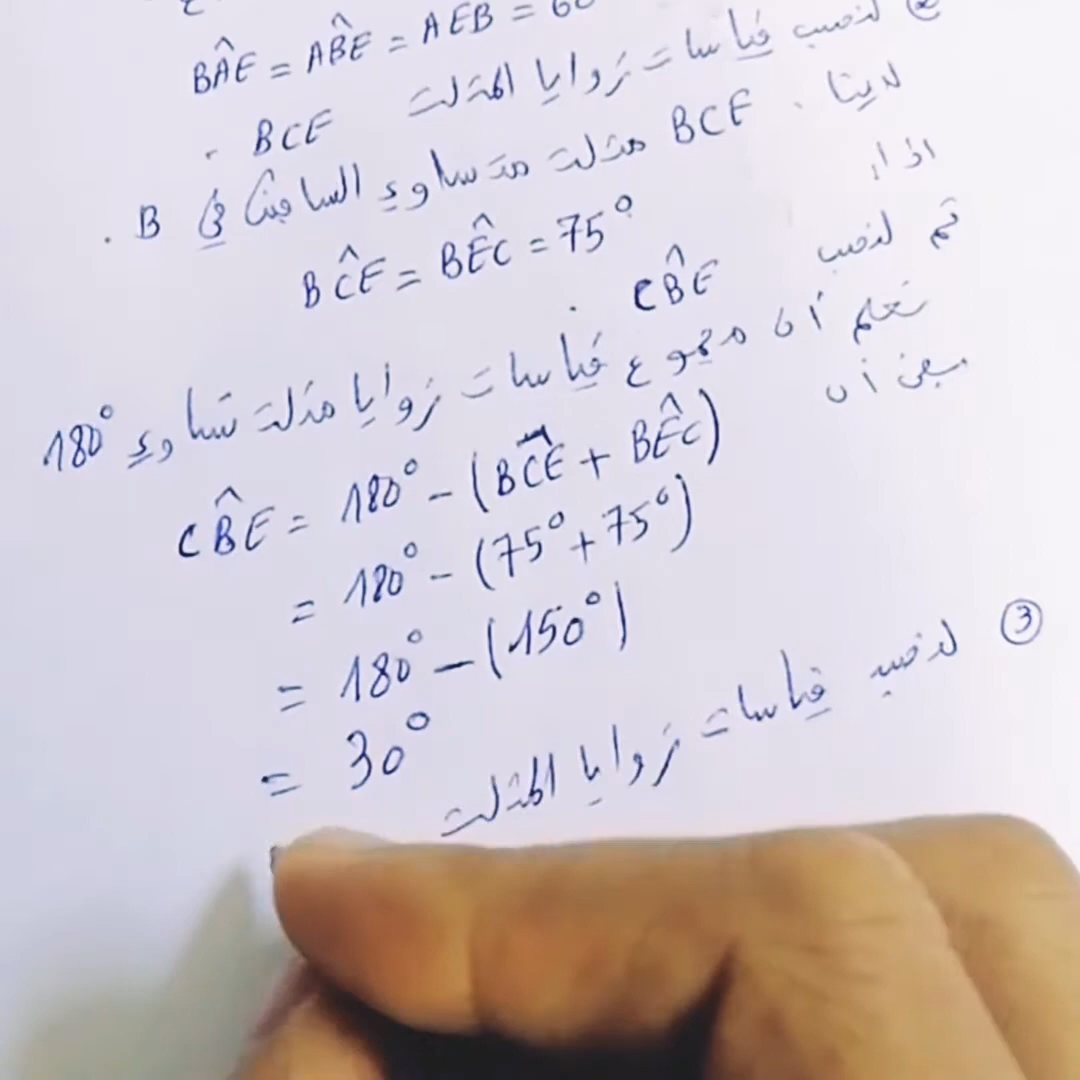 BÂE = AB̂E = AEB = 60
② لنحسب قياسات زوايا المثلث
BCE .
لدينا . BCE مثلث متساوي الساقين في B .
اذا :
BĈE = BÊC = 75°
ثم لنحسب CB̂E .
نعلم أن مجموع قياسات زوايا مثلث تساوي 180°
يعني أن
CB̂E = 180° - (BĈE + BÊC)
= 180° - (75° + 75°)
= 180° - (150°)
= 30°
③ لنحسب قياسات زوايا المثلث